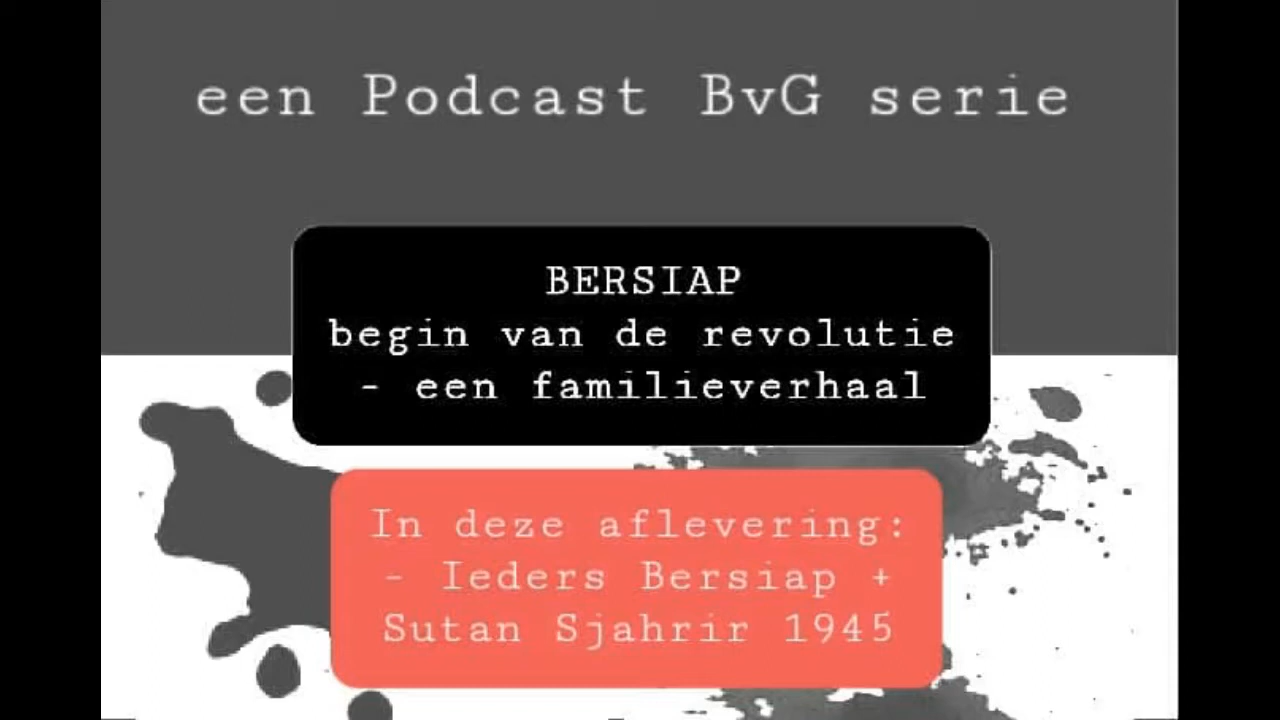 een Podcast BvG serie
BERSIAP
begin van de revolutie
- een familieverhaal
In deze aflevering:
- Ieders Bersiap +
Sutan Sjahrir 1945